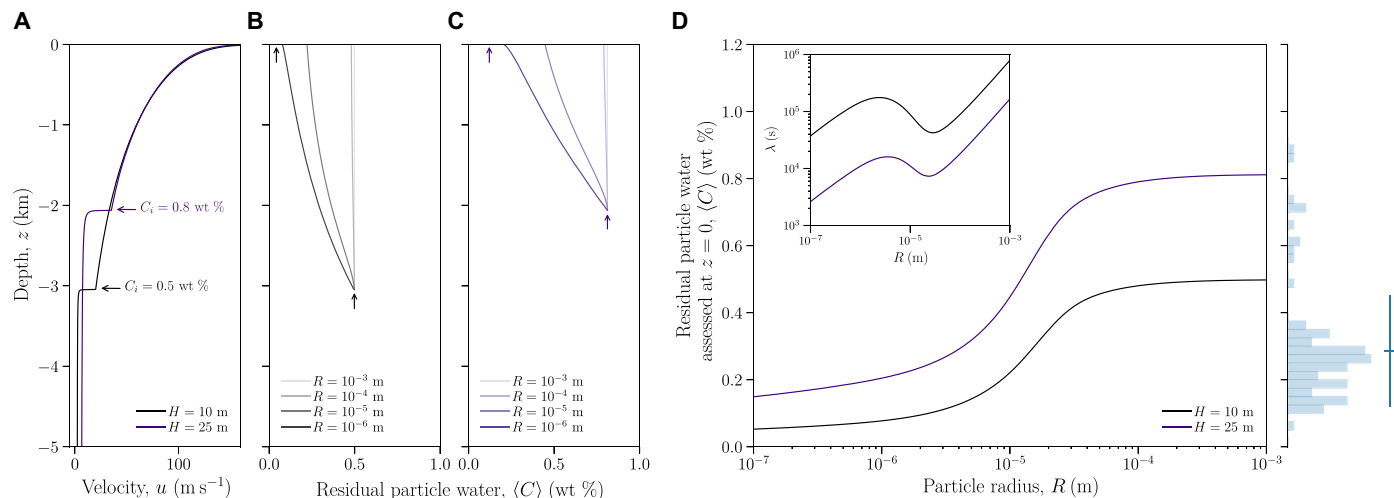 A
B
C
D
Depth, z (km)
0
−1
−2
−3
−4
−5
C_i = 0.8 wt %
C_i = 0.5 wt %
H = 10 m
H = 25 m
0
100
Velocity, u (m s⁻¹)
R = 10⁻³ m
R = 10⁻⁴ m
R = 10⁻⁵ m
R = 10⁻⁶ m
0.0
0.5
1.0
R = 10⁻³ m
R = 10⁻⁴ m
R = 10⁻⁵ m
R = 10⁻⁶ m
0.0
0.5
1.0
Residual particle water, ⟨C⟩ (wt %)
Residual particle water
assessed at z = 0, ⟨C⟩ (wt %)
1.2
1.0
0.8
0.6
0.4
0.2
0.0
λ (s)
10⁶
10⁵
10⁴
10³
10⁻⁷
10⁻⁵
10⁻³
R (m)
H = 10 m
H = 25 m
10⁻⁷
10⁻⁶
10⁻⁵
10⁻⁴
10⁻³
Particle radius, R (m)